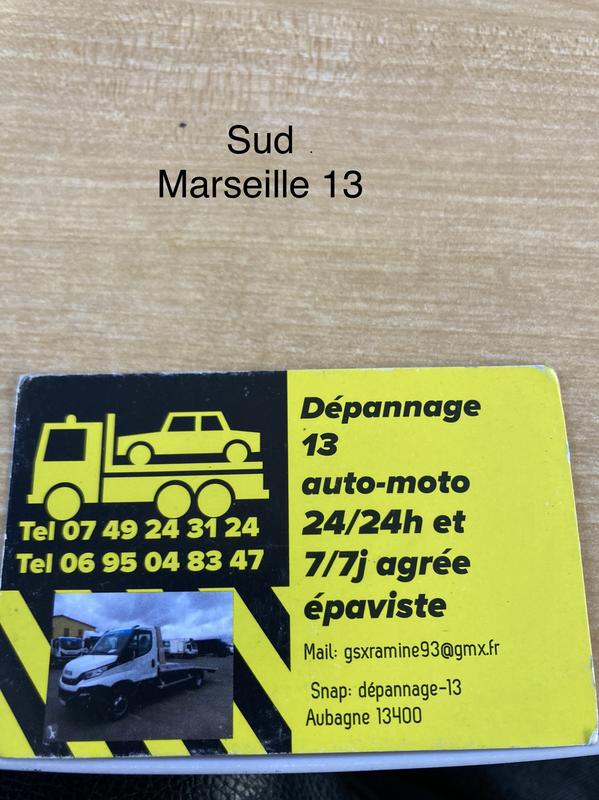 Sud
Marseille 13
Tel 07 49 24 31 24
Tel 06 95 04 83 47
Dépannage
13
auto-moto
24/24h et
7/7j agrée
épaviste
Mail: gsxramine93@gmx.fr
Snap: dépannage-13
Aubagne 13400